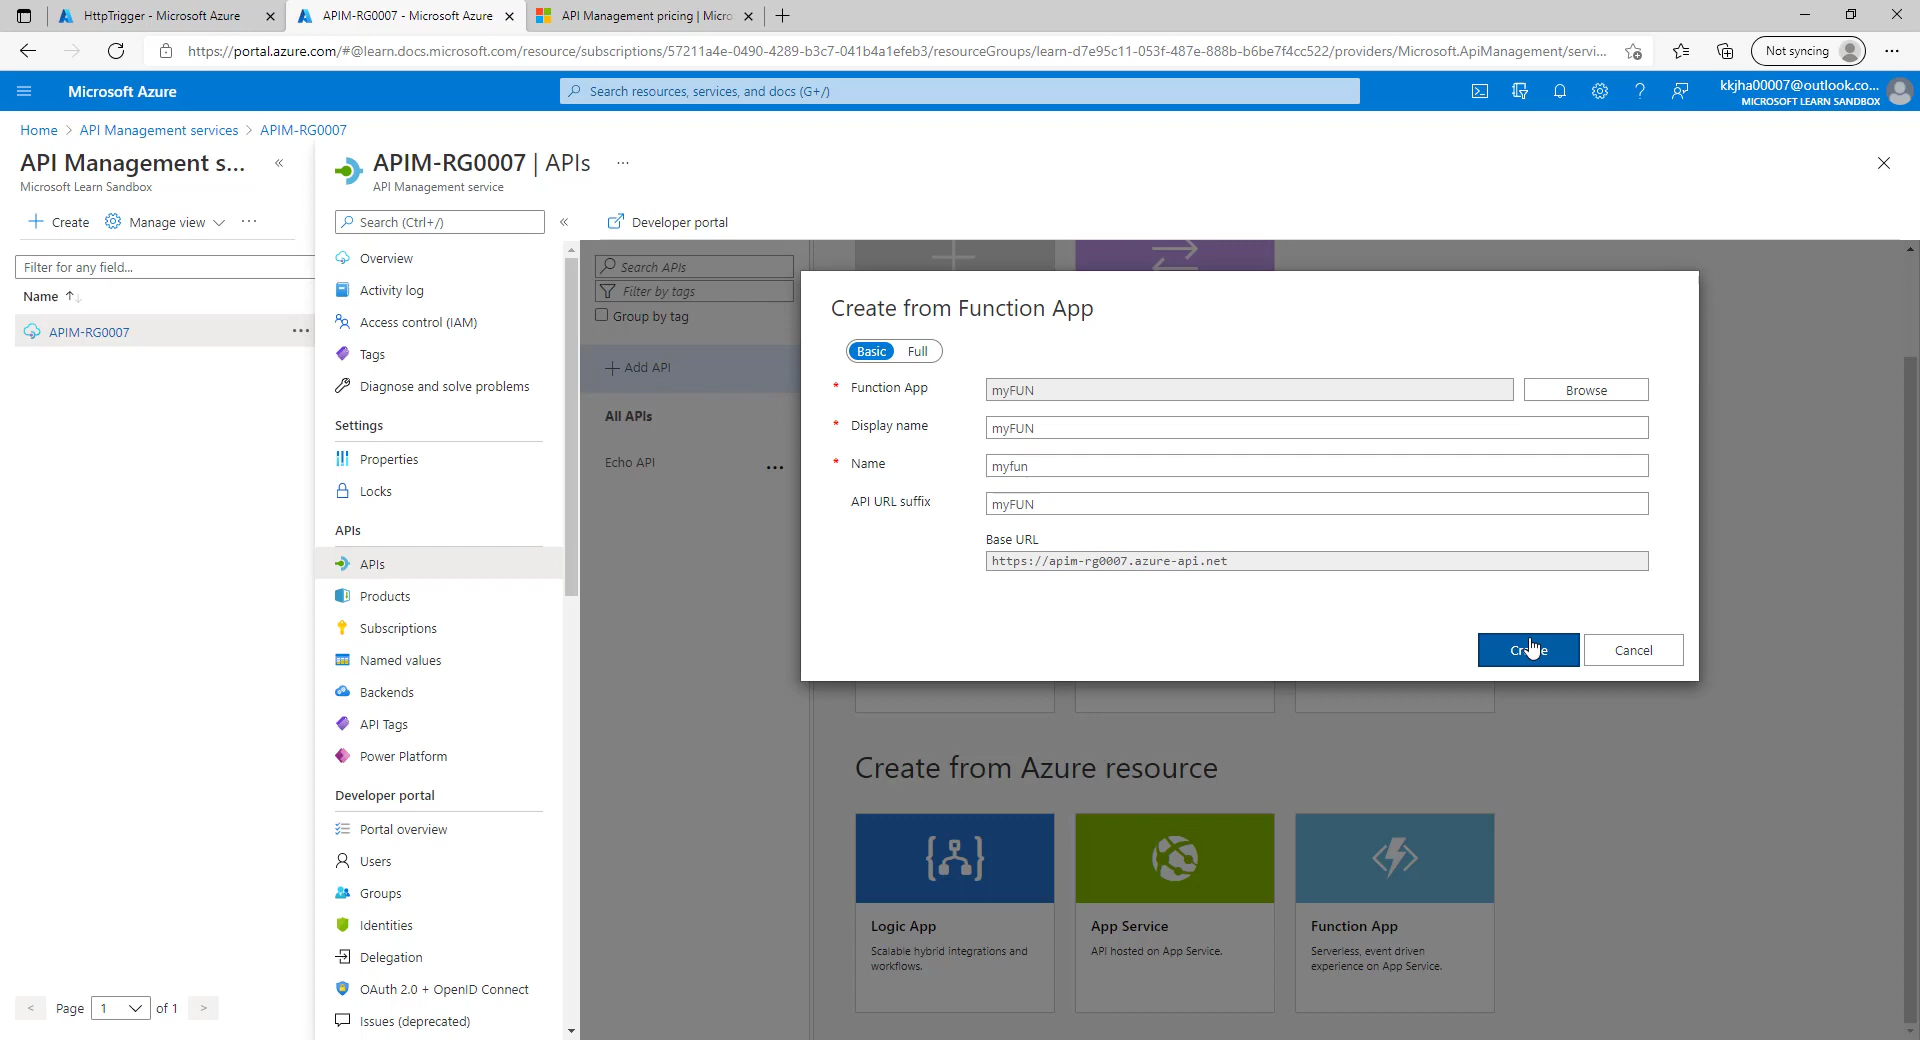 HttpTrigger - Microsoft Azure
APIM-RG0007 - Microsoft Azure
API Management pricing | Micro
https://portal.azure.com/#@learn.docs.microsoft.com/resource/subscriptions/57211a4e-0490-4289-b3c7-041b4a1efeb3/resourceGroups/learn-d7e95c11-053f-487e-888b-b6be7f4cc522/providers/Microsoft.ApiManagement/servi...
Not syncing
Microsoft Azure
Search resources, services, and docs (G+/)
kkjha00007@outlook.co...
MICROSOFT LEARN SANDBOX
Home > API Management services > APIM-RG0007
API Management s...
Microsoft Learn Sandbox
Create
Manage view
Filter for any field...
Name
APIM-RG0007
< Page 1 of 1 >
APIM-RG0007 | APIs
API Management service
Search (Ctrl+/)
Developer portal
Overview
Activity log
Access control (IAM)
Tags
Diagnose and solve problems
Settings
Properties
Locks
APIs
APIs
Products
Subscriptions
Named values
Backends
API Tags
Power Platform
Developer portal
Portal overview
Users
Groups
Identities
Delegation
OAuth 2.0 + OpenID Connect
Issues (deprecated)
Search APIs
Filter by tags
Group by tag
Add API
All APIs
Echo API
Create from Function App
Basic Full
* Function App myFUN Browse
* Display name myFUN
* Name myfun
API URL suffix myFUN
Base URL
https://apim-rg0007.azure-api.net
Cancel
Create from Azure resource
Logic App
Scalable hybrid integrations and
workflows.
App Service
API hosted on App Service.
Function App
Serverless, event driven
experience on App Service.